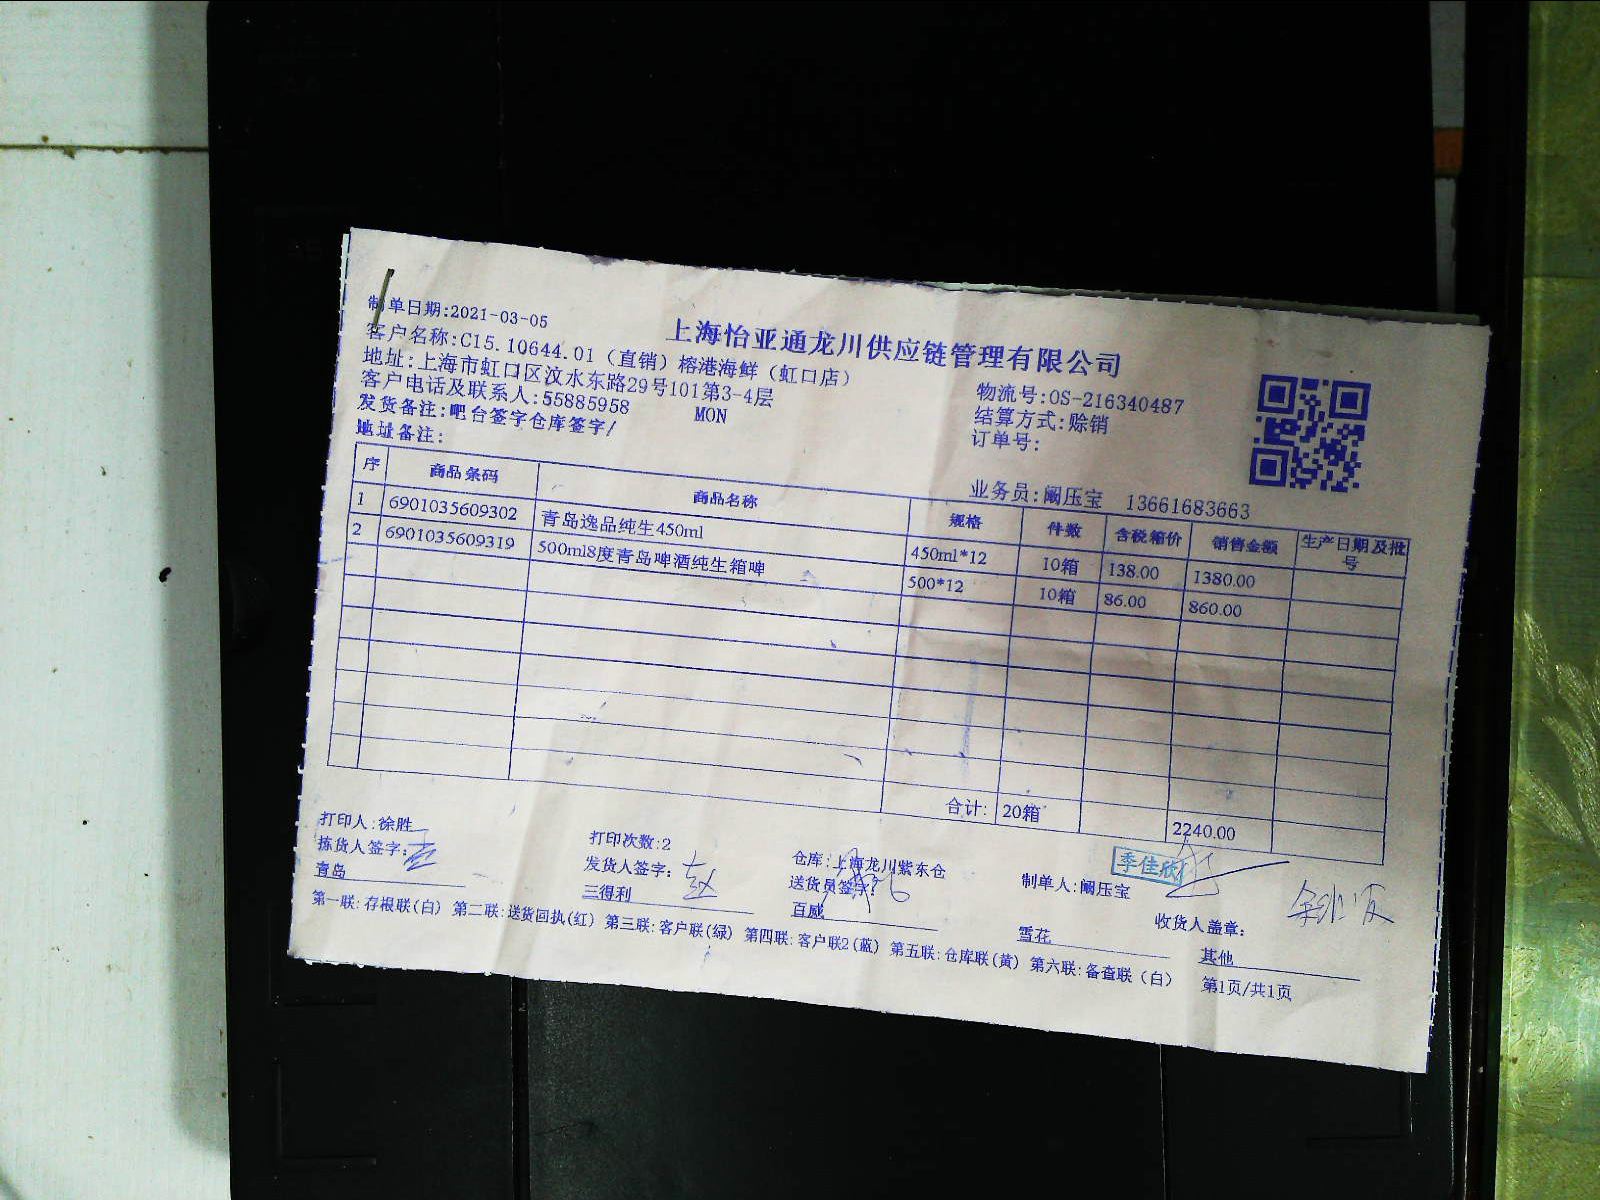 制单日期:2021-03-05
上海怡亚通龙川供应链管理有限公司
客户名称:C15.10644.01（直销）榕港海鲜（虹口店）
地址:上海市虹口区汶水东路29号101第3-4层
客户电话及联系人:55885958 MON
发货备注:吧台签字仓库签字/
地址备注:
物流号:OS-216340487
结算方式:赊销
订单号:
业务员:阚压宝 13661683663
序 商品条码 商品名称 规格 件数 含税箱价 销售金额 生产日期及批号
1 6901035609302 青岛逸品纯生450ml 450ml*12 10箱 138.00 1380.00
2 6901035609319 500ml8度青岛啤酒纯生箱啤 500*12 10箱 86.00 860.00
合计: 20箱 2240.00
打印人:徐胜 打印次数:2 仓库:上海龙川紫东仓 制单人:阚压宝
季佳欣
拣货人签字: 发货人签字: 送货员签字: 收货人盖章:
青岛 三得利 百威 雪花 其他
第一联:存根联(白) 第二联:送货回执(红) 第三联:客户联(绿) 第四联:客户联2(蓝) 第五联:仓库联(黄) 第六联:备查联（白） 第1页/共1页